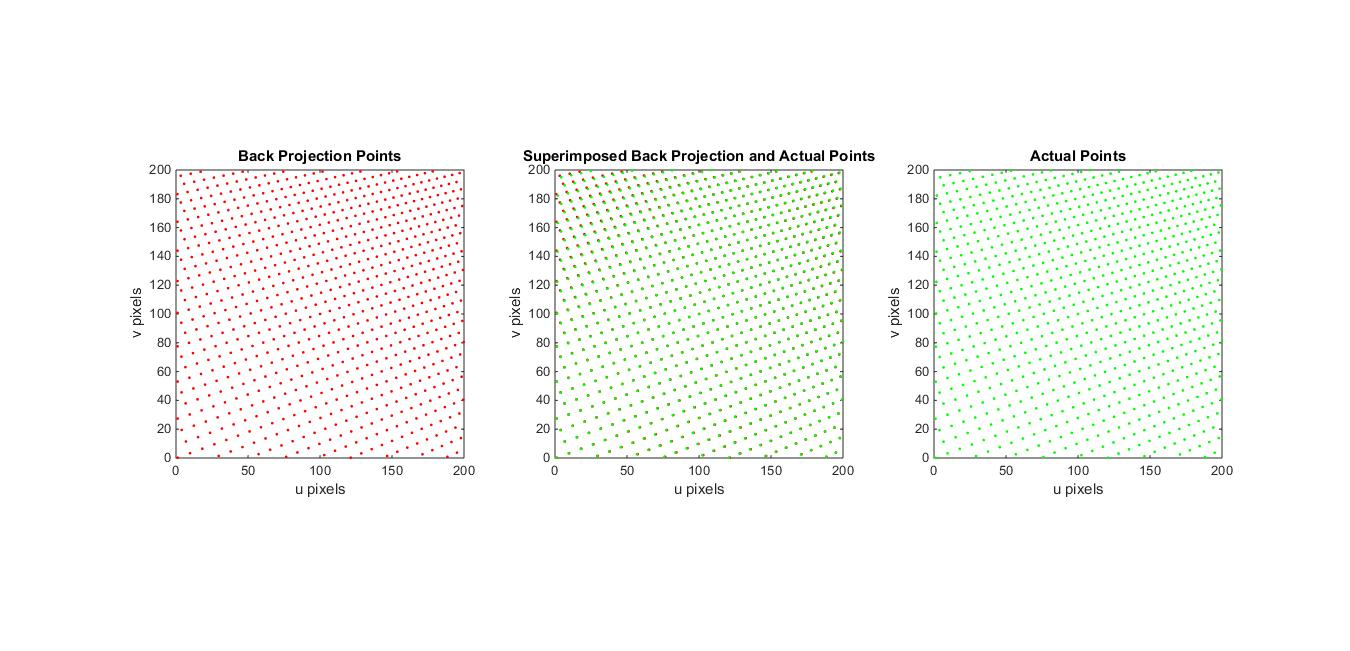 Back Projection Points
200
180
160
140
120
100
80
60
40
20
0
v pixels
0 50 100 150 200
u pixels
Superimposed Back Projection and Actual Points
200
180
160
140
120
100
80
60
40
20
0
v pixels
0 50 100 150 200
u pixels
Actual Points
200
180
160
140
120
100
80
60
40
20
0
v pixels
0 50 100 150 200
u pixels